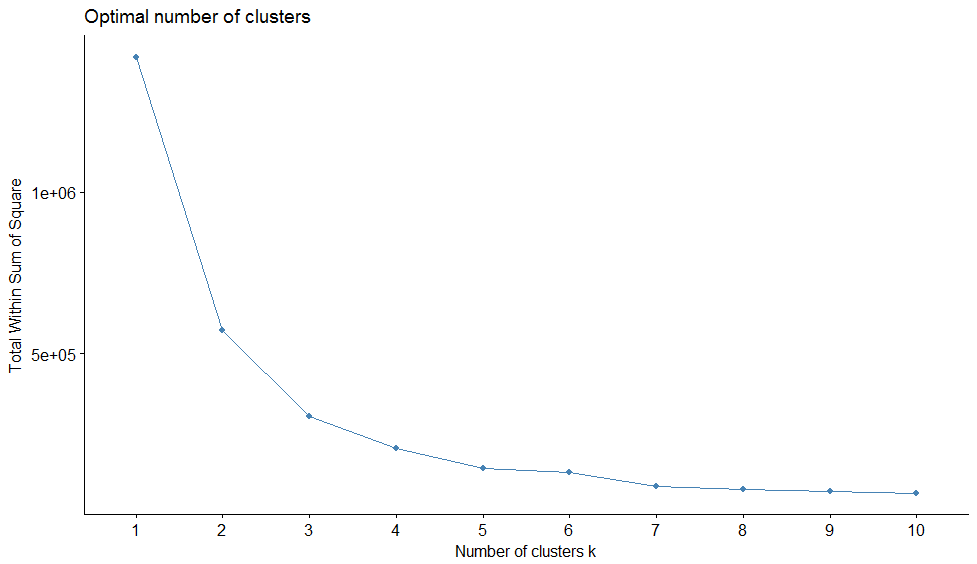 Optimal number of clusters
Total Within Sum of Square
1e+06
5e+05
1 2 3 4 5 6 7 8 9 10
Number of clusters k